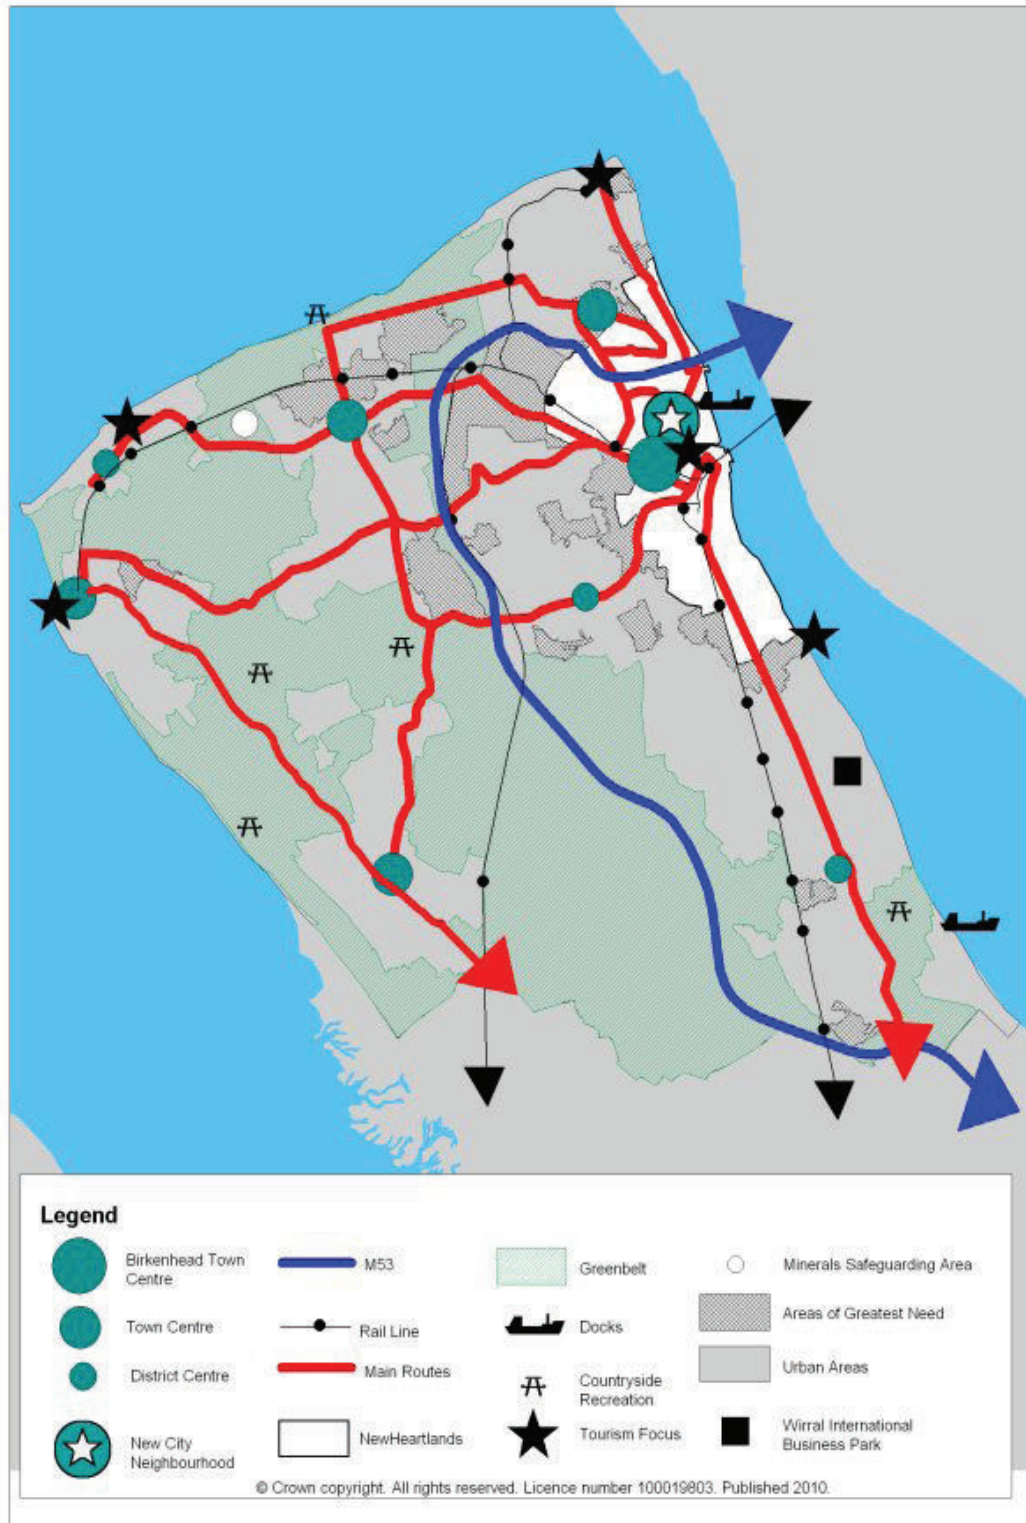 Legend
Birkenhead Town
Centre
Town Centre
District Centre
New City
Neighbourhood
M53
Rail Line
Main Routes
NewHeartlands
Greenbelt
Docks
Countryside
Recreation
Tourism Focus
Minerals Safeguarding Area
Areas of Greatest Need
Urban Areas
Wirral International
Business Park
© Crown copyright. All rights reserved. Licence number 100019803. Published 2010.